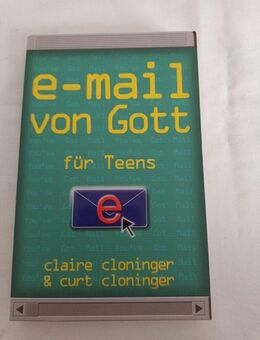 e-mail
von Gott
für Teens
e
claire cloninger
& curt cloninger